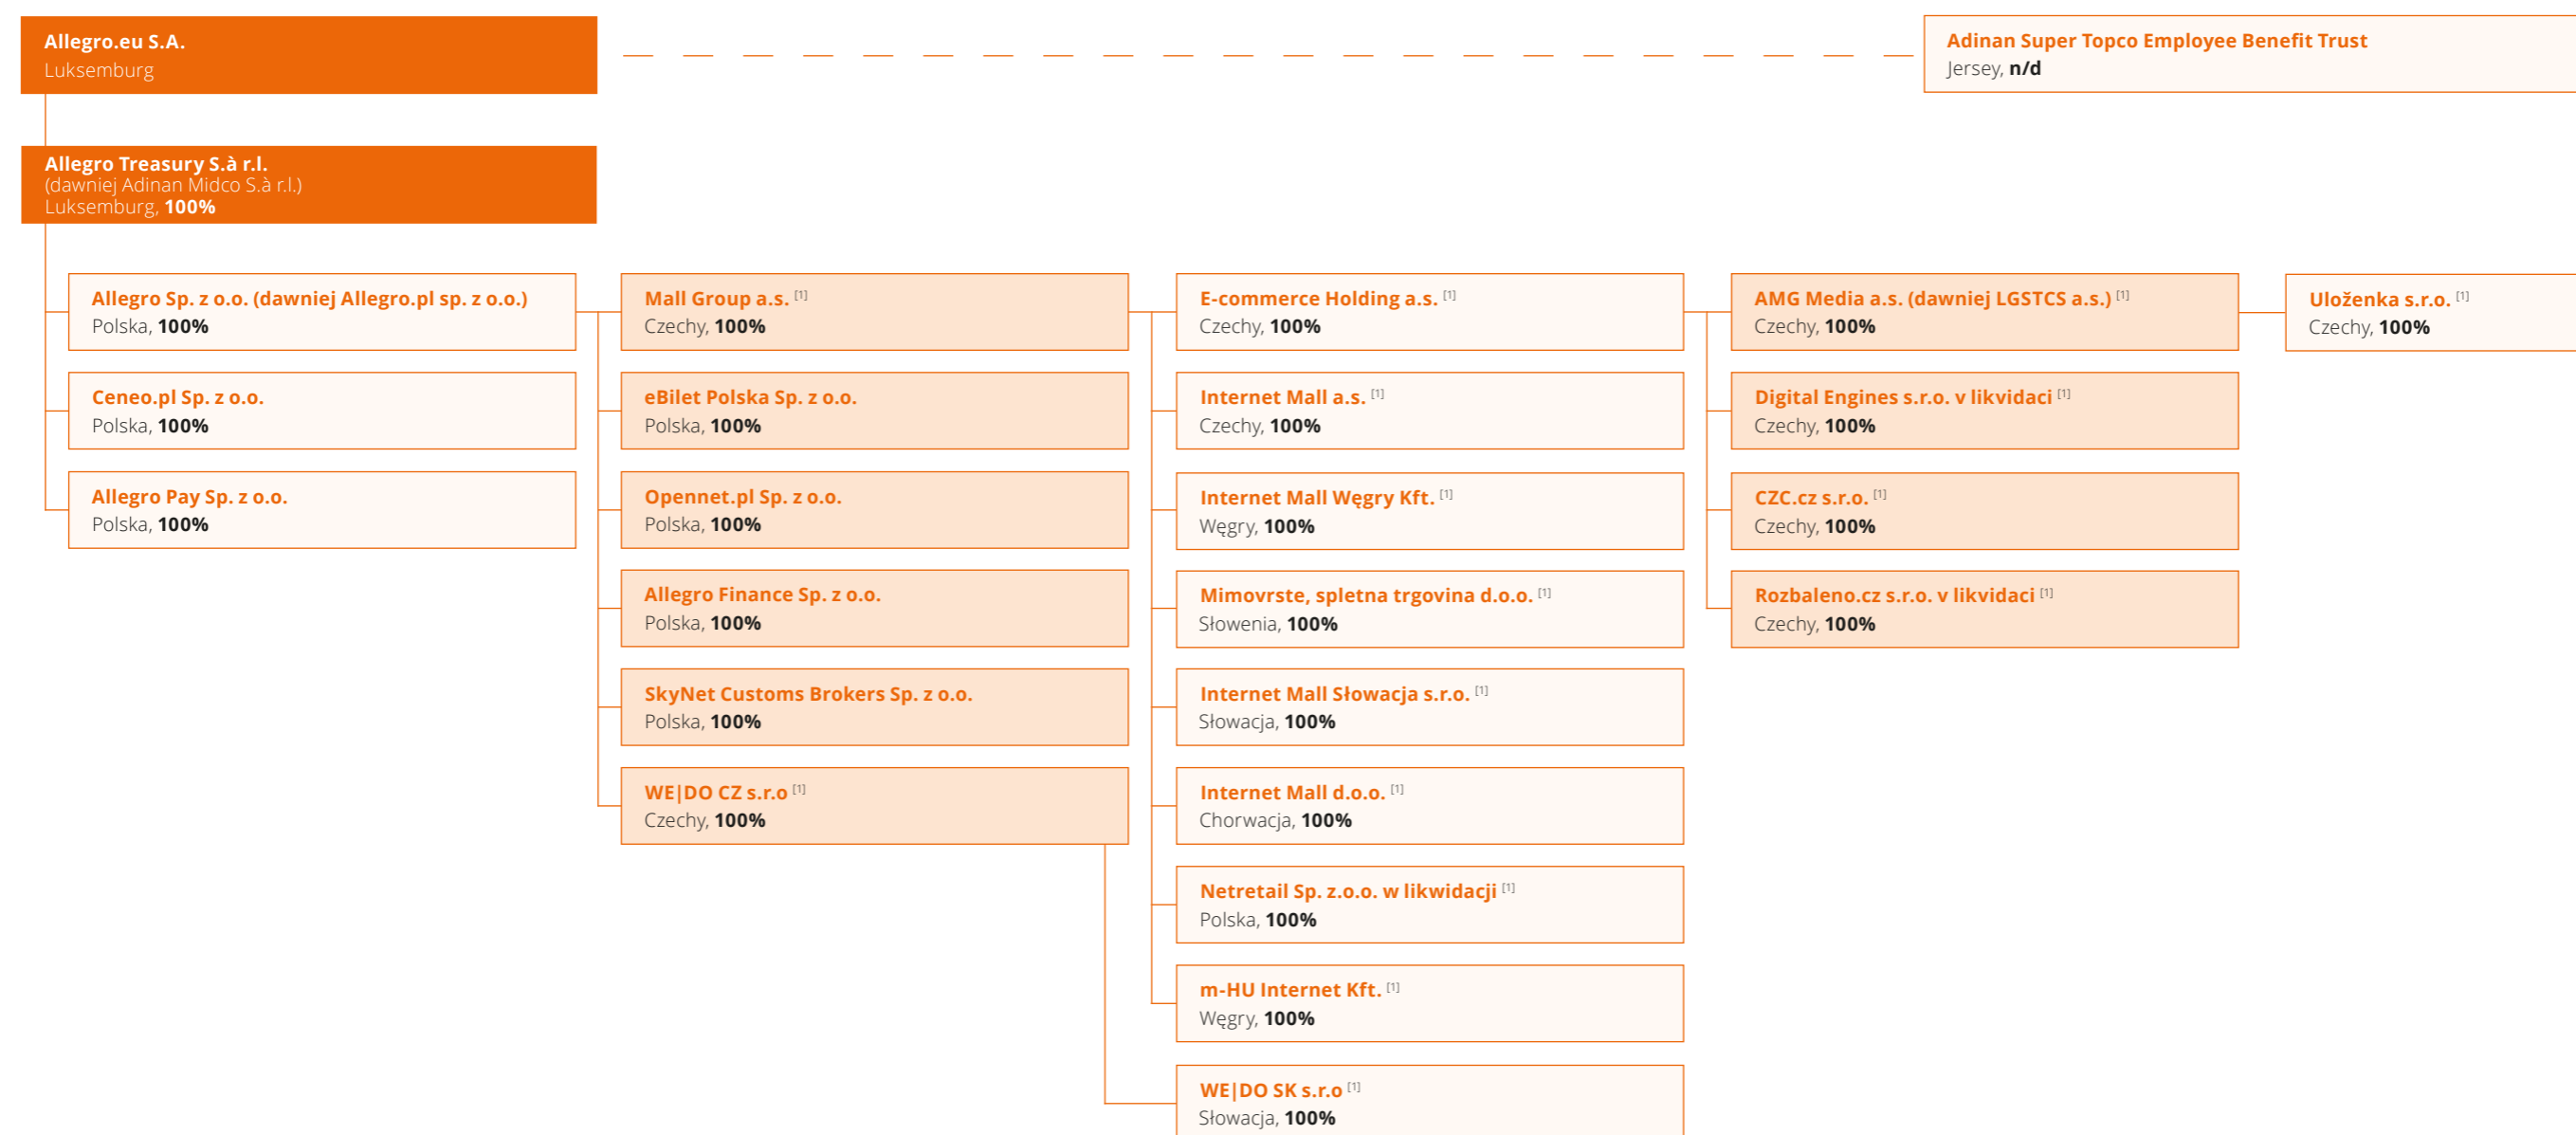 Allegro.eu S.A.
Luksemburg
Adinan Super Topco Employee Benefit Trust
Jersey, n/d
Allegro Treasury S.à r.l.
(dawniej Adinan Midco S.à r.l.)
Luksemburg, 100%
Allegro Sp. z o.o. (dawniej Allegro.pl sp. z o.o.)
Polska, 100%
Ceneo.pl Sp. z o.o.
Polska, 100%
Allegro Pay Sp. z o.o.
Polska, 100%
Mall Group a.s. [1]
Czechy, 100%
eBilet Polska Sp. z o.o.
Polska, 100%
Opennet.pl Sp. z o.o.
Polska, 100%
Allegro Finance Sp. z o.o.
Polska, 100%
SkyNet Customs Brokers Sp. z o.o.
Polska, 100%
WE|DO CZ s.r.o [1]
Czechy, 100%
E-commerce Holding a.s. [1]
Czechy, 100%
Internet Mall a.s. [1]
Czechy, 100%
Internet Mall Węgry Kft. [1]
Węgry, 100%
Mimovrste, spletna trgovina d.o.o. [1]
Słowenia, 100%
Internet Mall Słowacja s.r.o. [1]
Słowacja, 100%
Internet Mall d.o.o. [1]
Chorwacja, 100%
Netretail Sp. z.o.o. w likwidacji [1]
Polska, 100%
m-HU Internet Kft. [1]
Węgry, 100%
WE|DO SK s.r.o [1]
Słowacja, 100%
AMG Media a.s. (dawniej LGSTCS a.s.) [1]
Czechy, 100%
Digital Engines s.r.o. v likvidaci [1]
Czechy, 100%
CZC.cz s.r.o. [1]
Czechy, 100%
Rozbaleno.cz s.r.o. v likvidaci [1]
Czechy, 100%
Uloženka s.r.o. [1]
Czechy, 100%